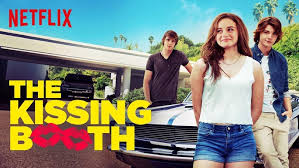 NETFLIX
THE
KISSING
BOOTH